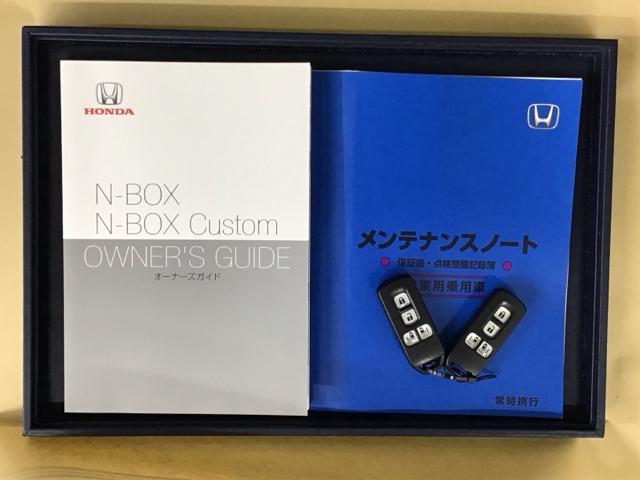 HONDA
N-BOX
N-BOX Custom
OWNER'S GUIDE
オーナーズガイド
メンテナンスノート
保証書・点検整備記録簿
家用乗用車
常時携行